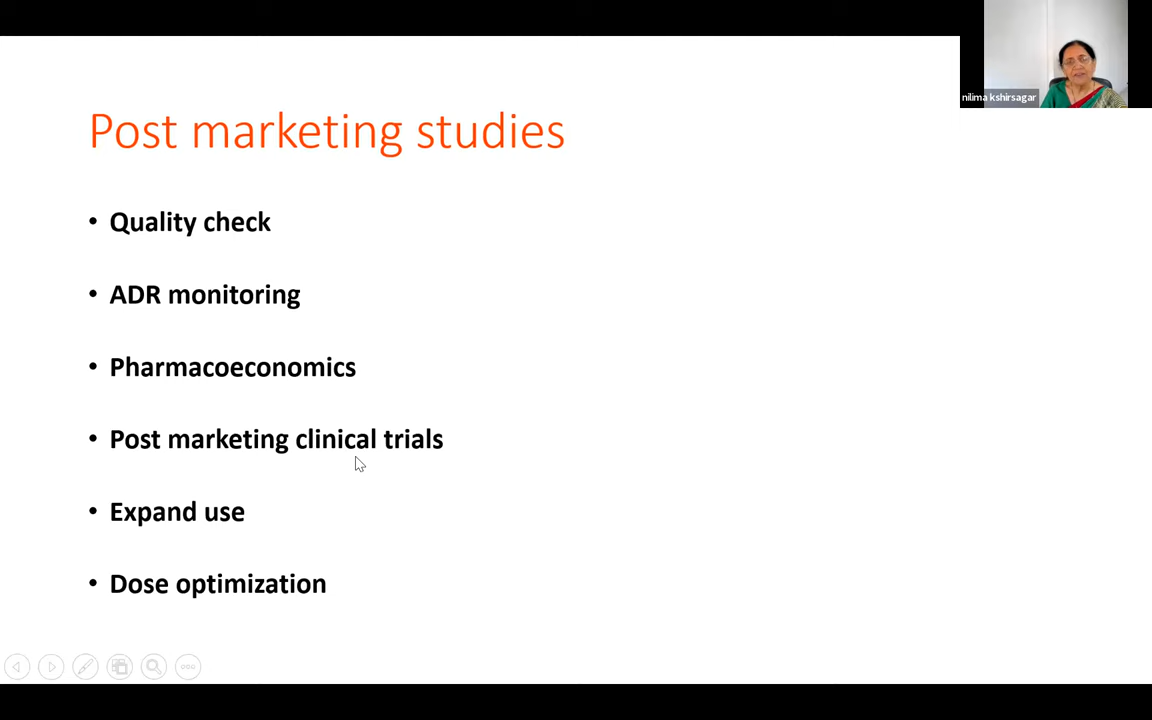 nilima kshirsagar
Post marketing studies
• Quality check
• ADR monitoring
• Pharmacoeconomics
• Post marketing clinical trials
• Expand use
• Dose optimization